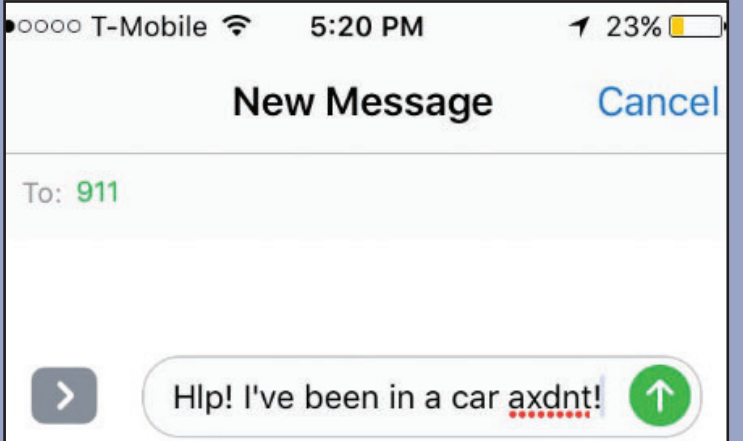 T-Mobile 5:20 PM 23%
New Message Cancel
To: 911
Hlp! I've been in a car axdnt!